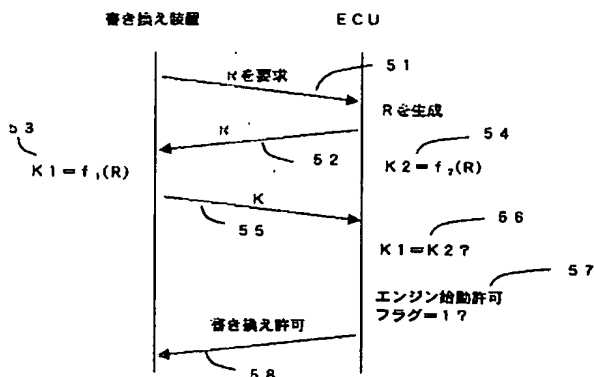 書き換え装置 ECU
Rを要求 51
Rを生成
53 R 52 54
K1=f₁(R) K2=f₂(R)
K
55 56
K1=K2?
57
エンジン始動許可
フラグ=1?
書き換え許可
58